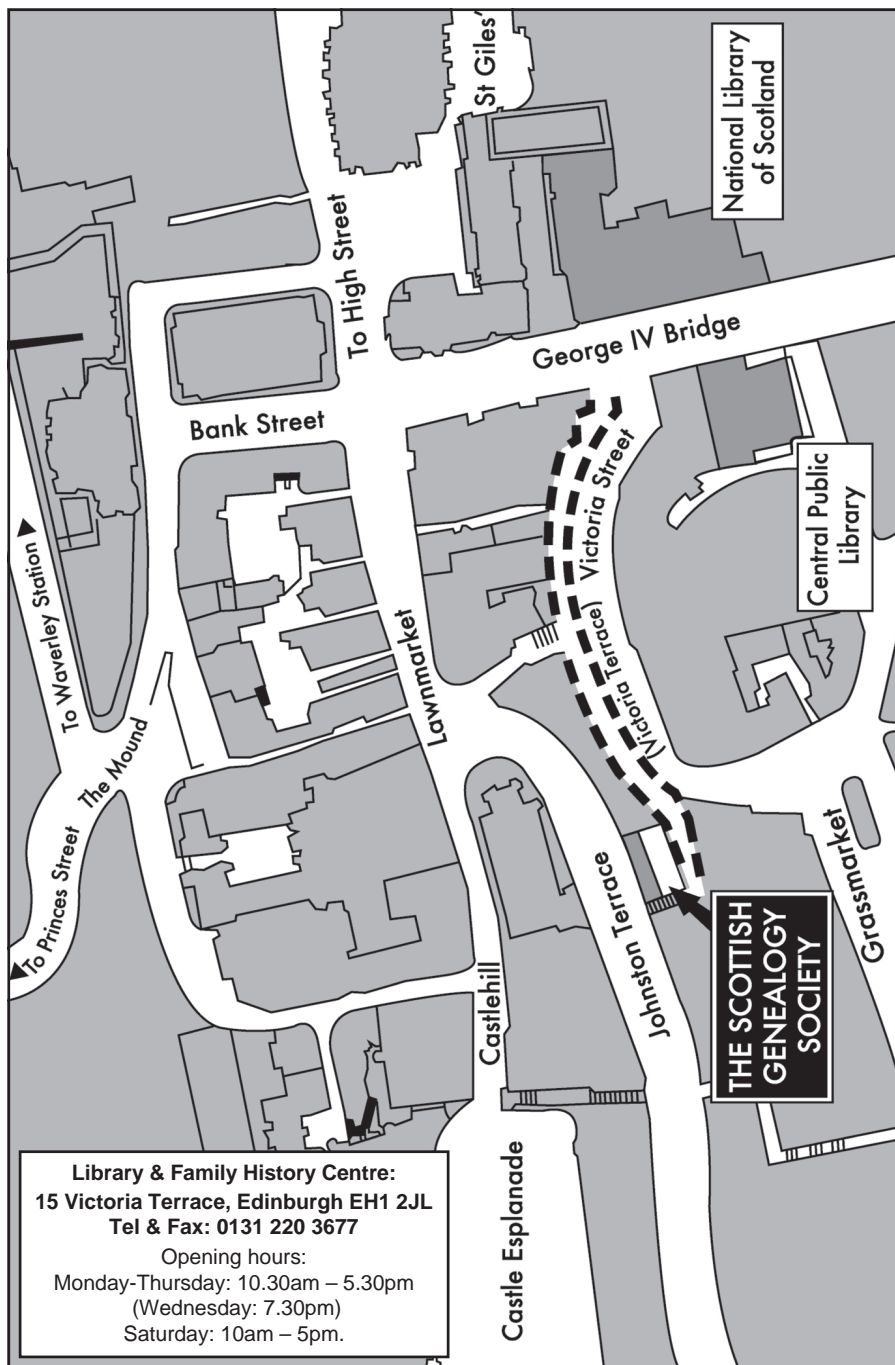 St Giles'
National Library
of Scotland
To High Street
George IV Bridge
Bank Street
Victoria Street
Central Public
Library
To Waverley Station
(Victoria Terrace)
Lawnmarket
The Mound
To Princes Street
Johnston Terrace
Grassmarket
THE SCOTTISH
GENEALOGY
SOCIETY
Castlehill
Castle Esplanade
Library & Family History Centre:
15 Victoria Terrace, Edinburgh EH1 2JL
Tel & Fax: 0131 220 3677
Opening hours:
Monday-Thursday: 10.30am – 5.30pm
(Wednesday: 7.30pm)
Saturday: 10am – 5pm.